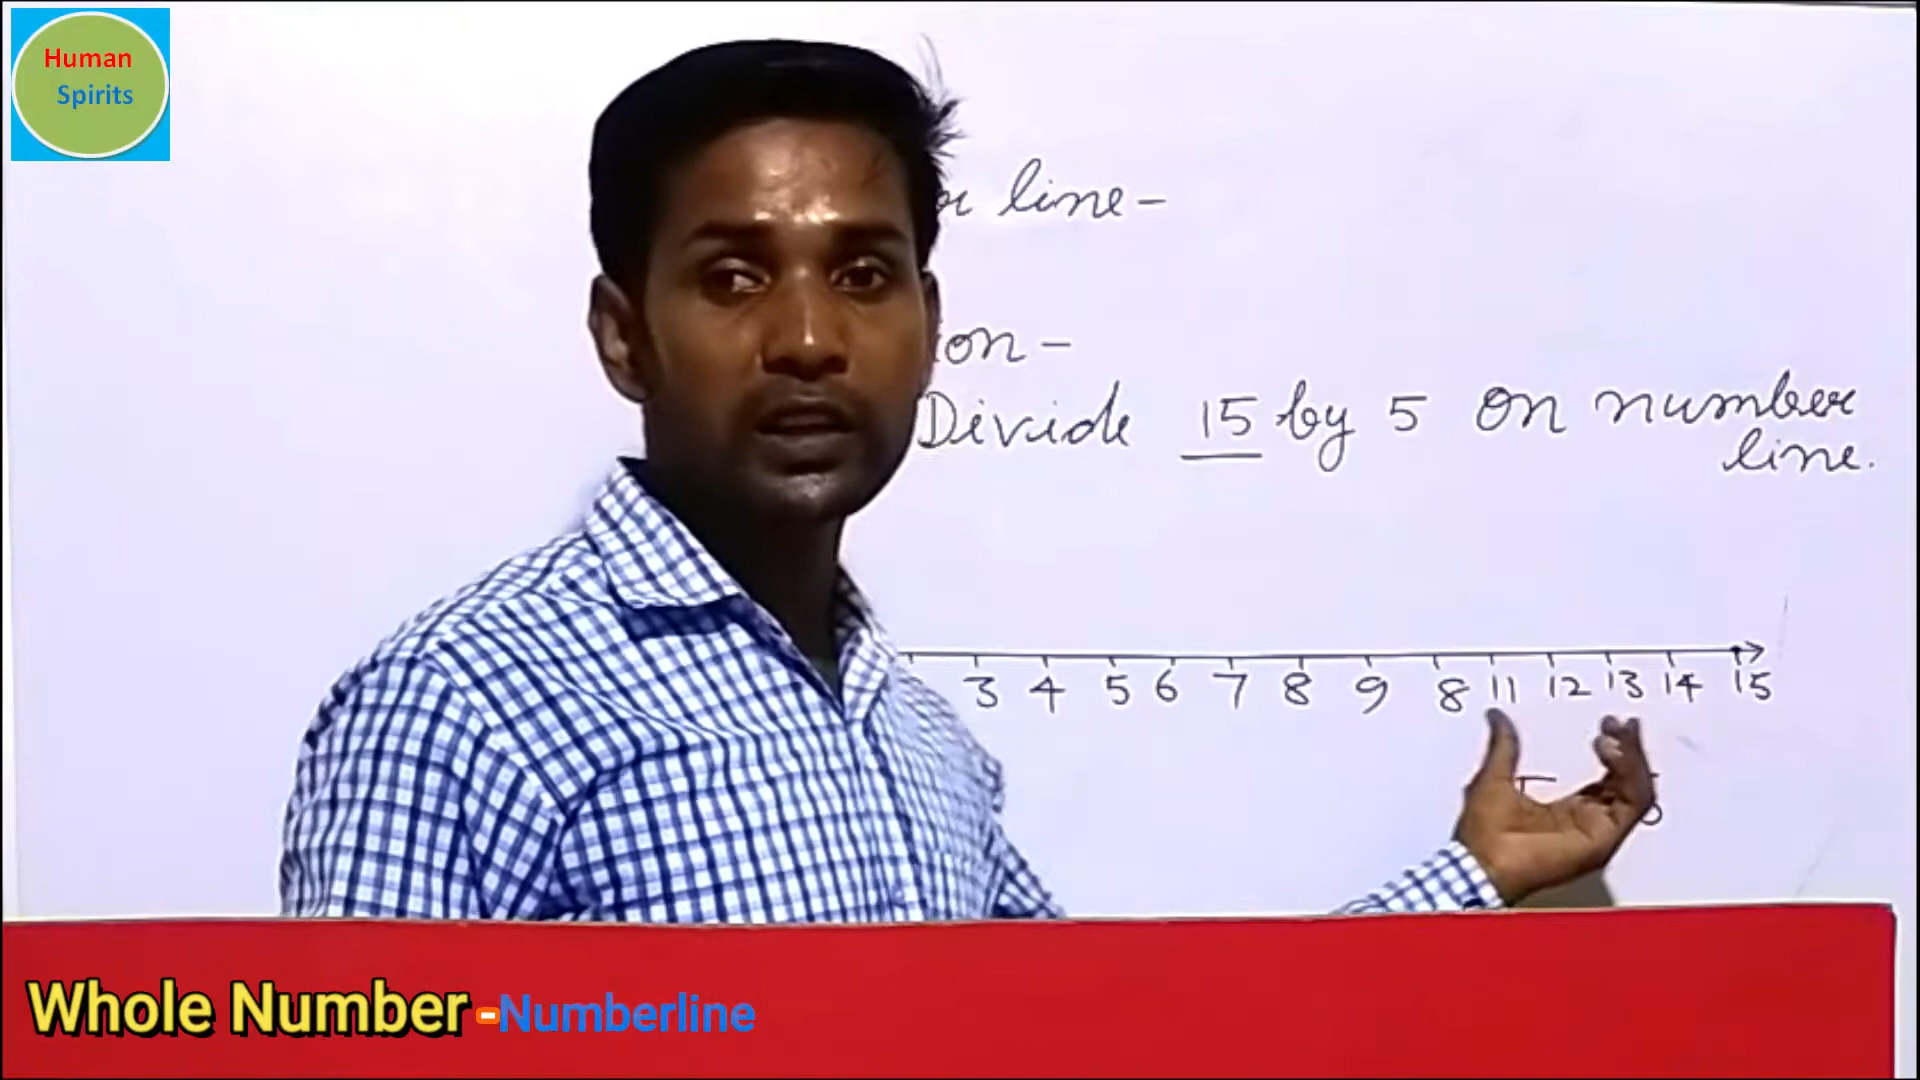 Human
Spirits
line-
Divide 15 by 5 on number
line.
3 4 5 6 7 8 9 8 11 12 13 14 15
Whole Number -Numberline